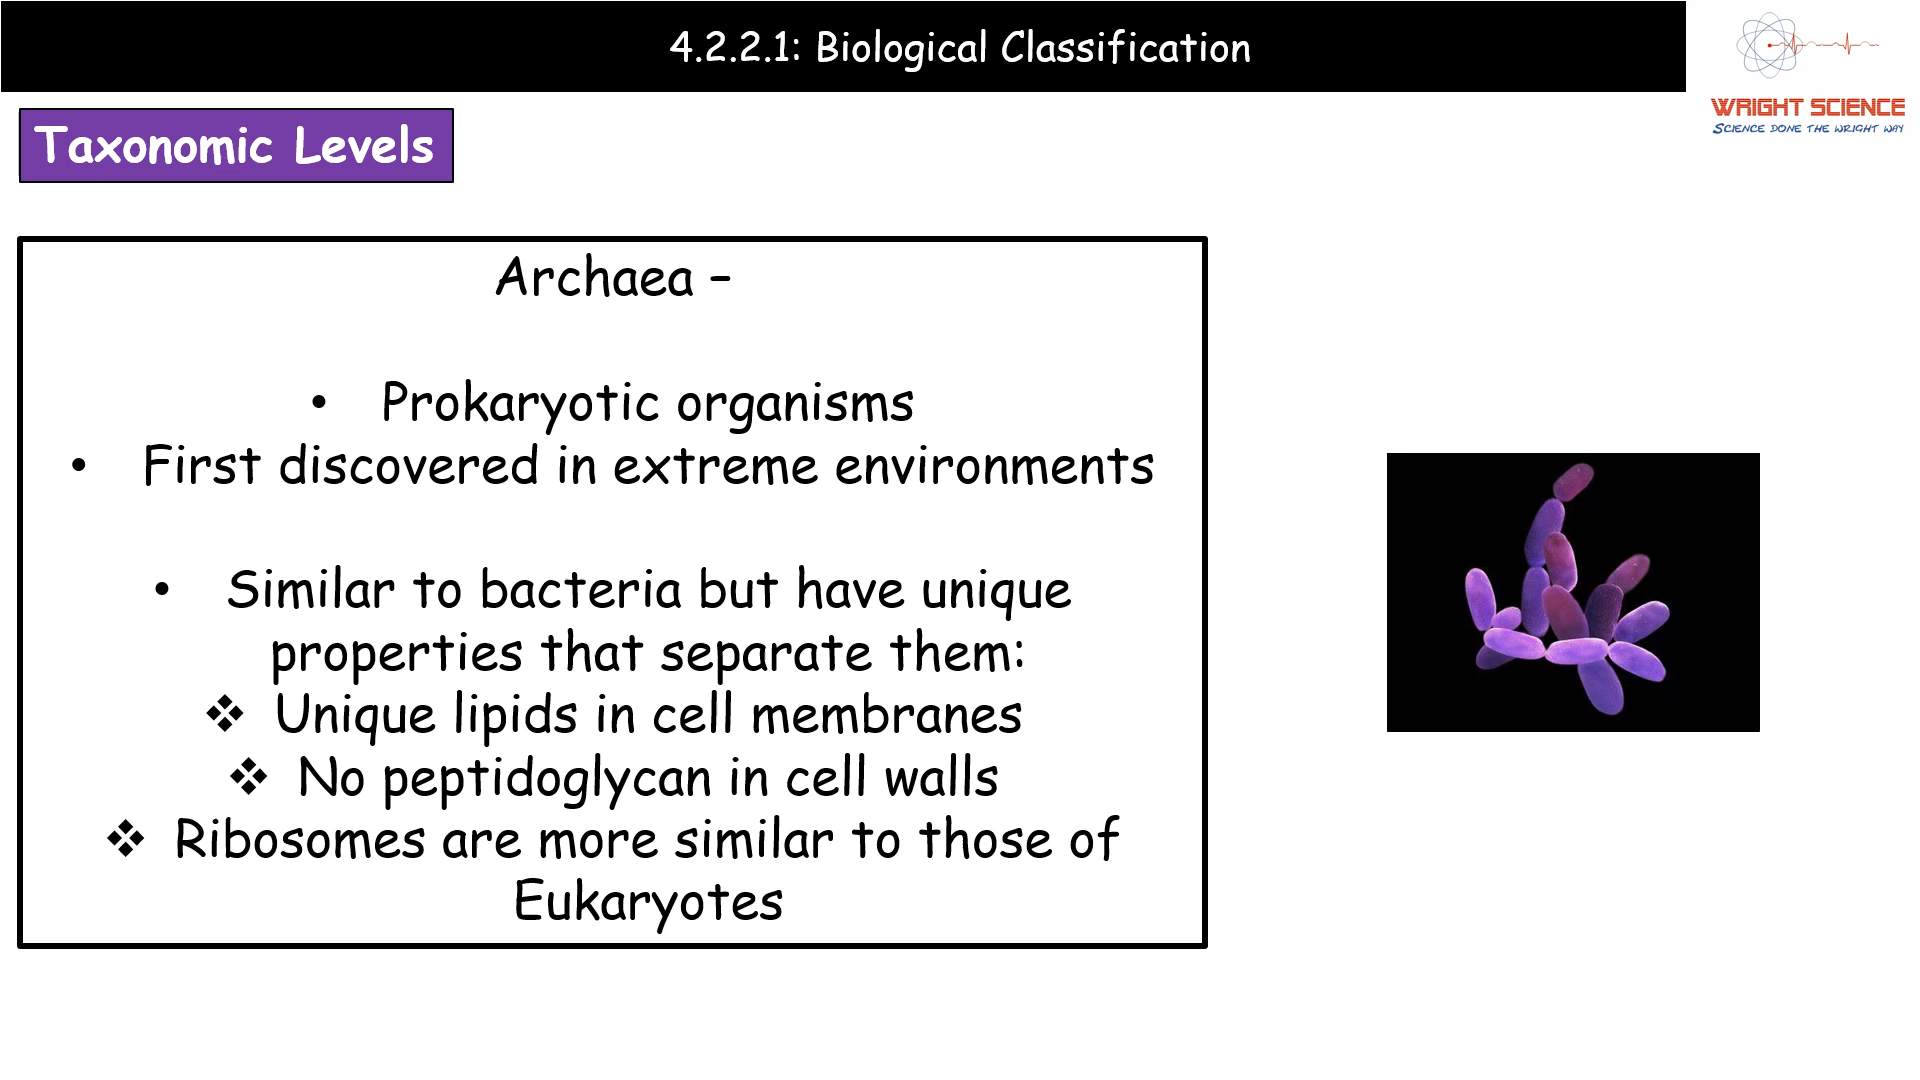 4.2.2.1: Biological Classification
WRIGHT SCIENCE
SCIENCE DONE THE WRIGHT WAY
Taxonomic Levels
Archaea –
• Prokaryotic organisms
• First discovered in extreme environments
• Similar to bacteria but have unique
properties that separate them:
❖ Unique lipids in cell membranes
❖ No peptidoglycan in cell walls
❖ Ribosomes are more similar to those of
Eukaryotes